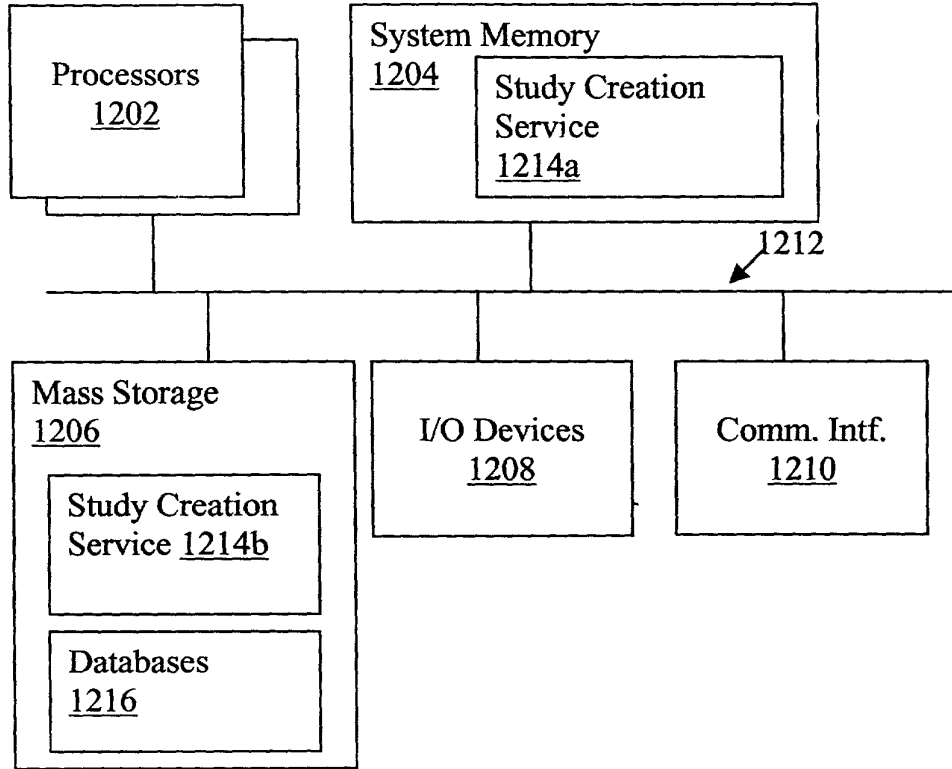 Processors
1202
System Memory
1204
Study Creation
Service
1214a
1212
Mass Storage
1206
Study Creation
Service 1214b
Databases
1216
I/O Devices
1208
Comm. Intf.
1210